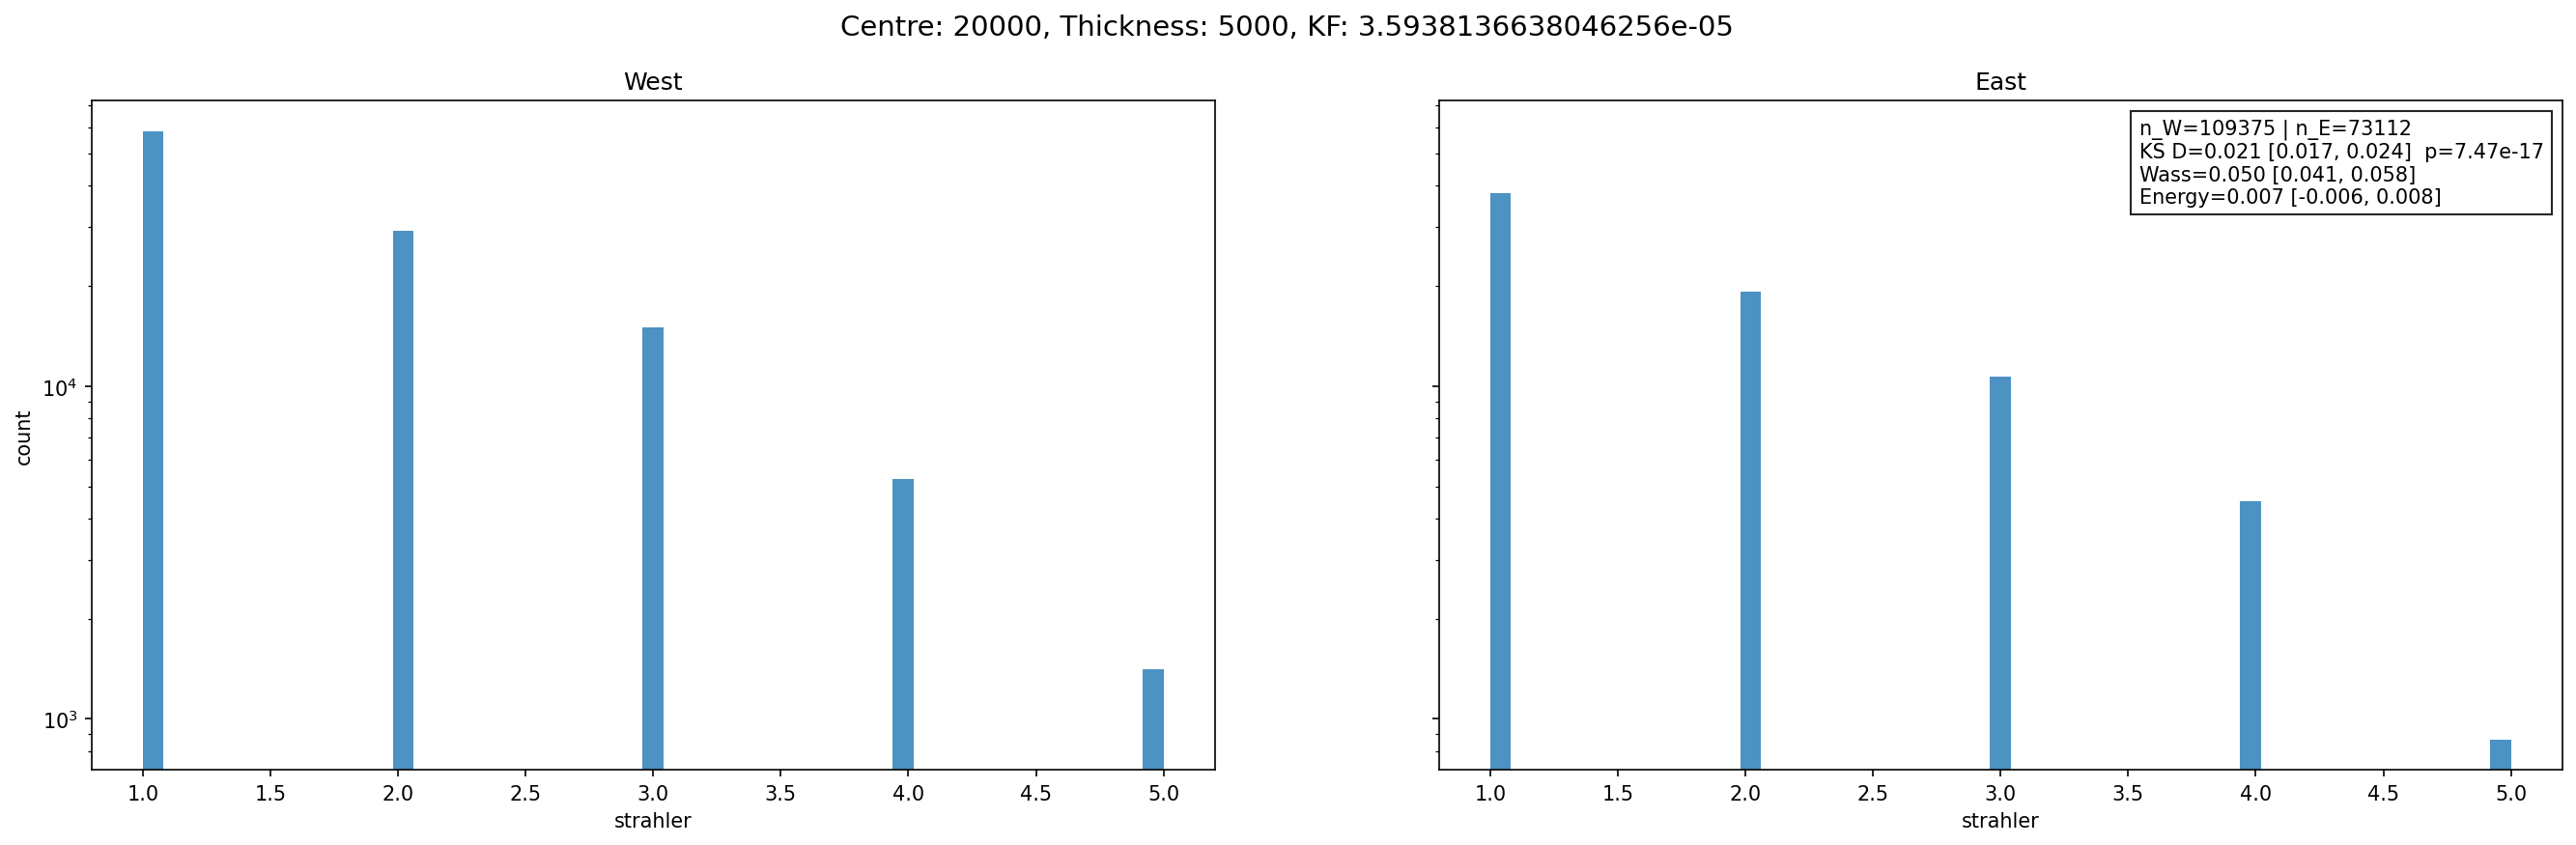 Centre: 20000, Thickness: 5000, KF: 3.5938136638046256e-05
West
count
10⁴
10³
1.0 1.5 2.0 2.5 3.0 3.5 4.0 4.5 5.0
strahler
East
n_W=109375 | n_E=73112
KS D=0.021 [0.017, 0.024]  p=7.47e-17
Wass=0.050 [0.041, 0.058]
Energy=0.007 [-0.006, 0.008]
1.0 1.5 2.0 2.5 3.0 3.5 4.0 4.5 5.0
strahler